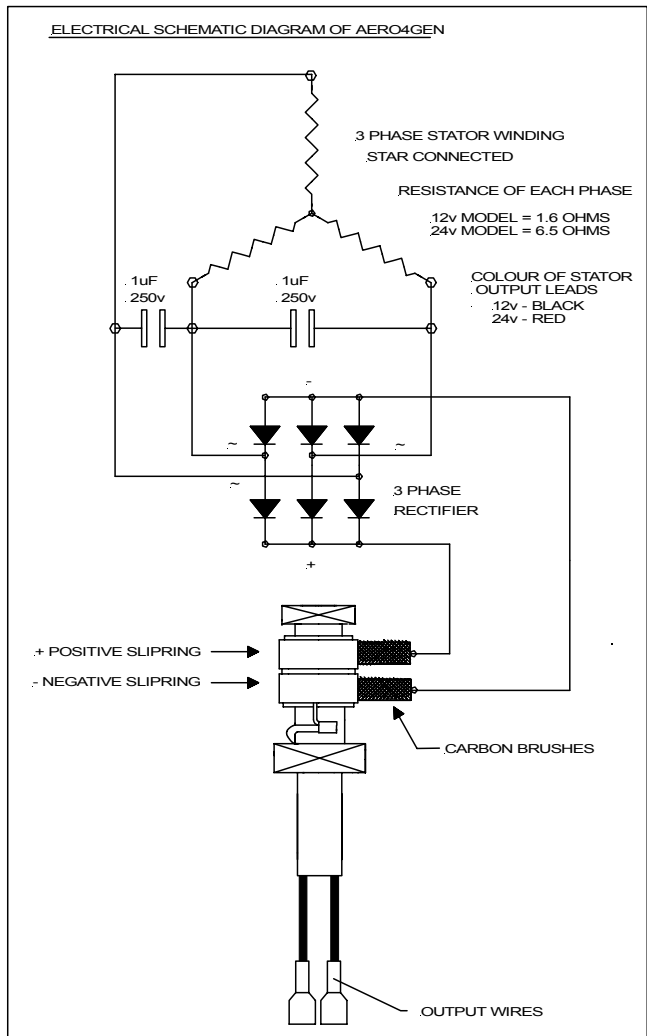 ELECTRICAL SCHEMATIC DIAGRAM OF AERO4GEN
3 PHASE STATOR WINDING
STAR CONNECTED
RESISTANCE OF EACH PHASE
12v MODEL = 1.6 OHMS
24v MODEL = 6.5 OHMS
.1uF
250v
.1uF
250v
COLOUR OF STATOR
OUTPUT LEADS
12v - BLACK
24v - RED
-
~
~
~
3 PHASE
RECTIFIER
+
+ POSITIVE SLIPRING
- NEGATIVE SLIPRING
CARBON BRUSHES
OUTPUT WIRES